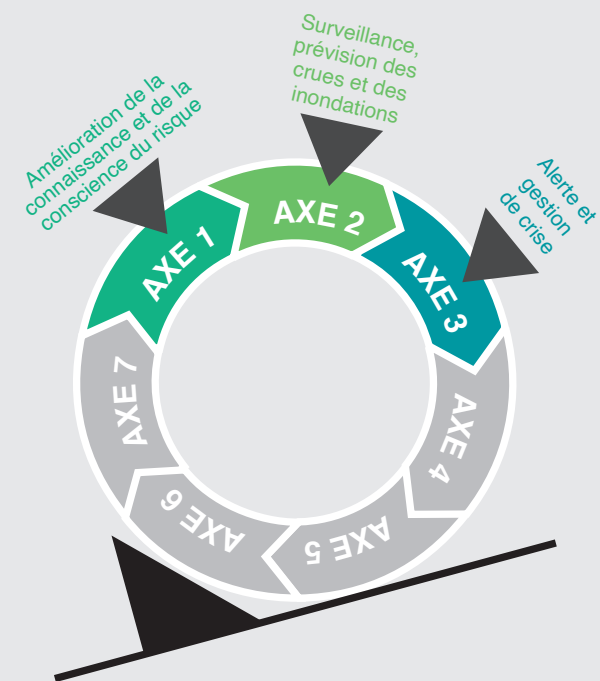 Surveillance,
prévision des
crues et des
inondations
Amélioration de la
connaissance et de la
conscience du risque
Alerte et
gestion
de crise
AXE 1
AXE 2
AXE 3
AXE 4
AXE 5
AXE 6
AXE 7